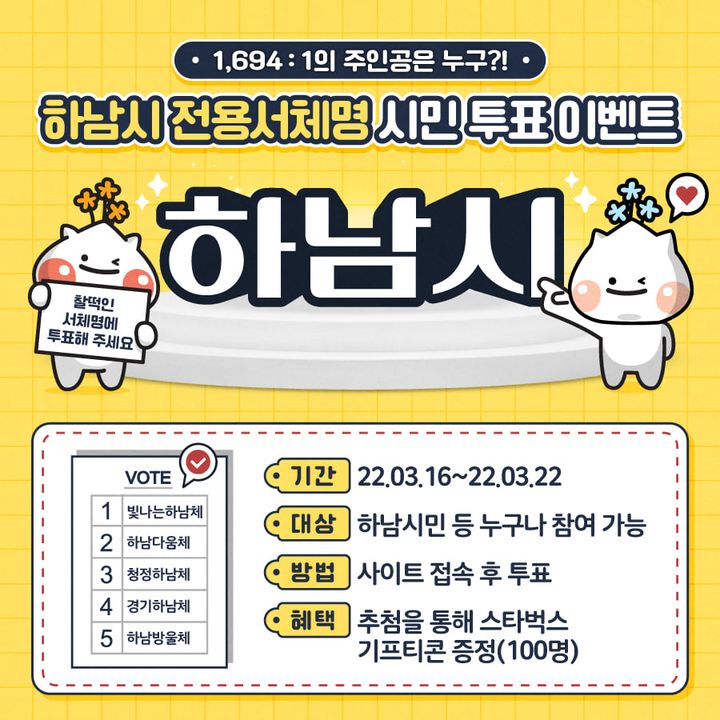 1,694 : 1의 주인공은 누구?!
하남시 전용서체명 시민 투표 이벤트
하남시
찰떡인
서체명에
투표해 주세요
VOTE
1 빛나는하남체
2 하남다움체
3 청정하남체
4 경기하남체
5 하남방울체
기간 22.03.16~22.03.22
대상 하남시민 등 누구나 참여 가능
방법 사이트 접속 후 투표
혜택 추첨을 통해 스타벅스
기프티콘 증정(100명)